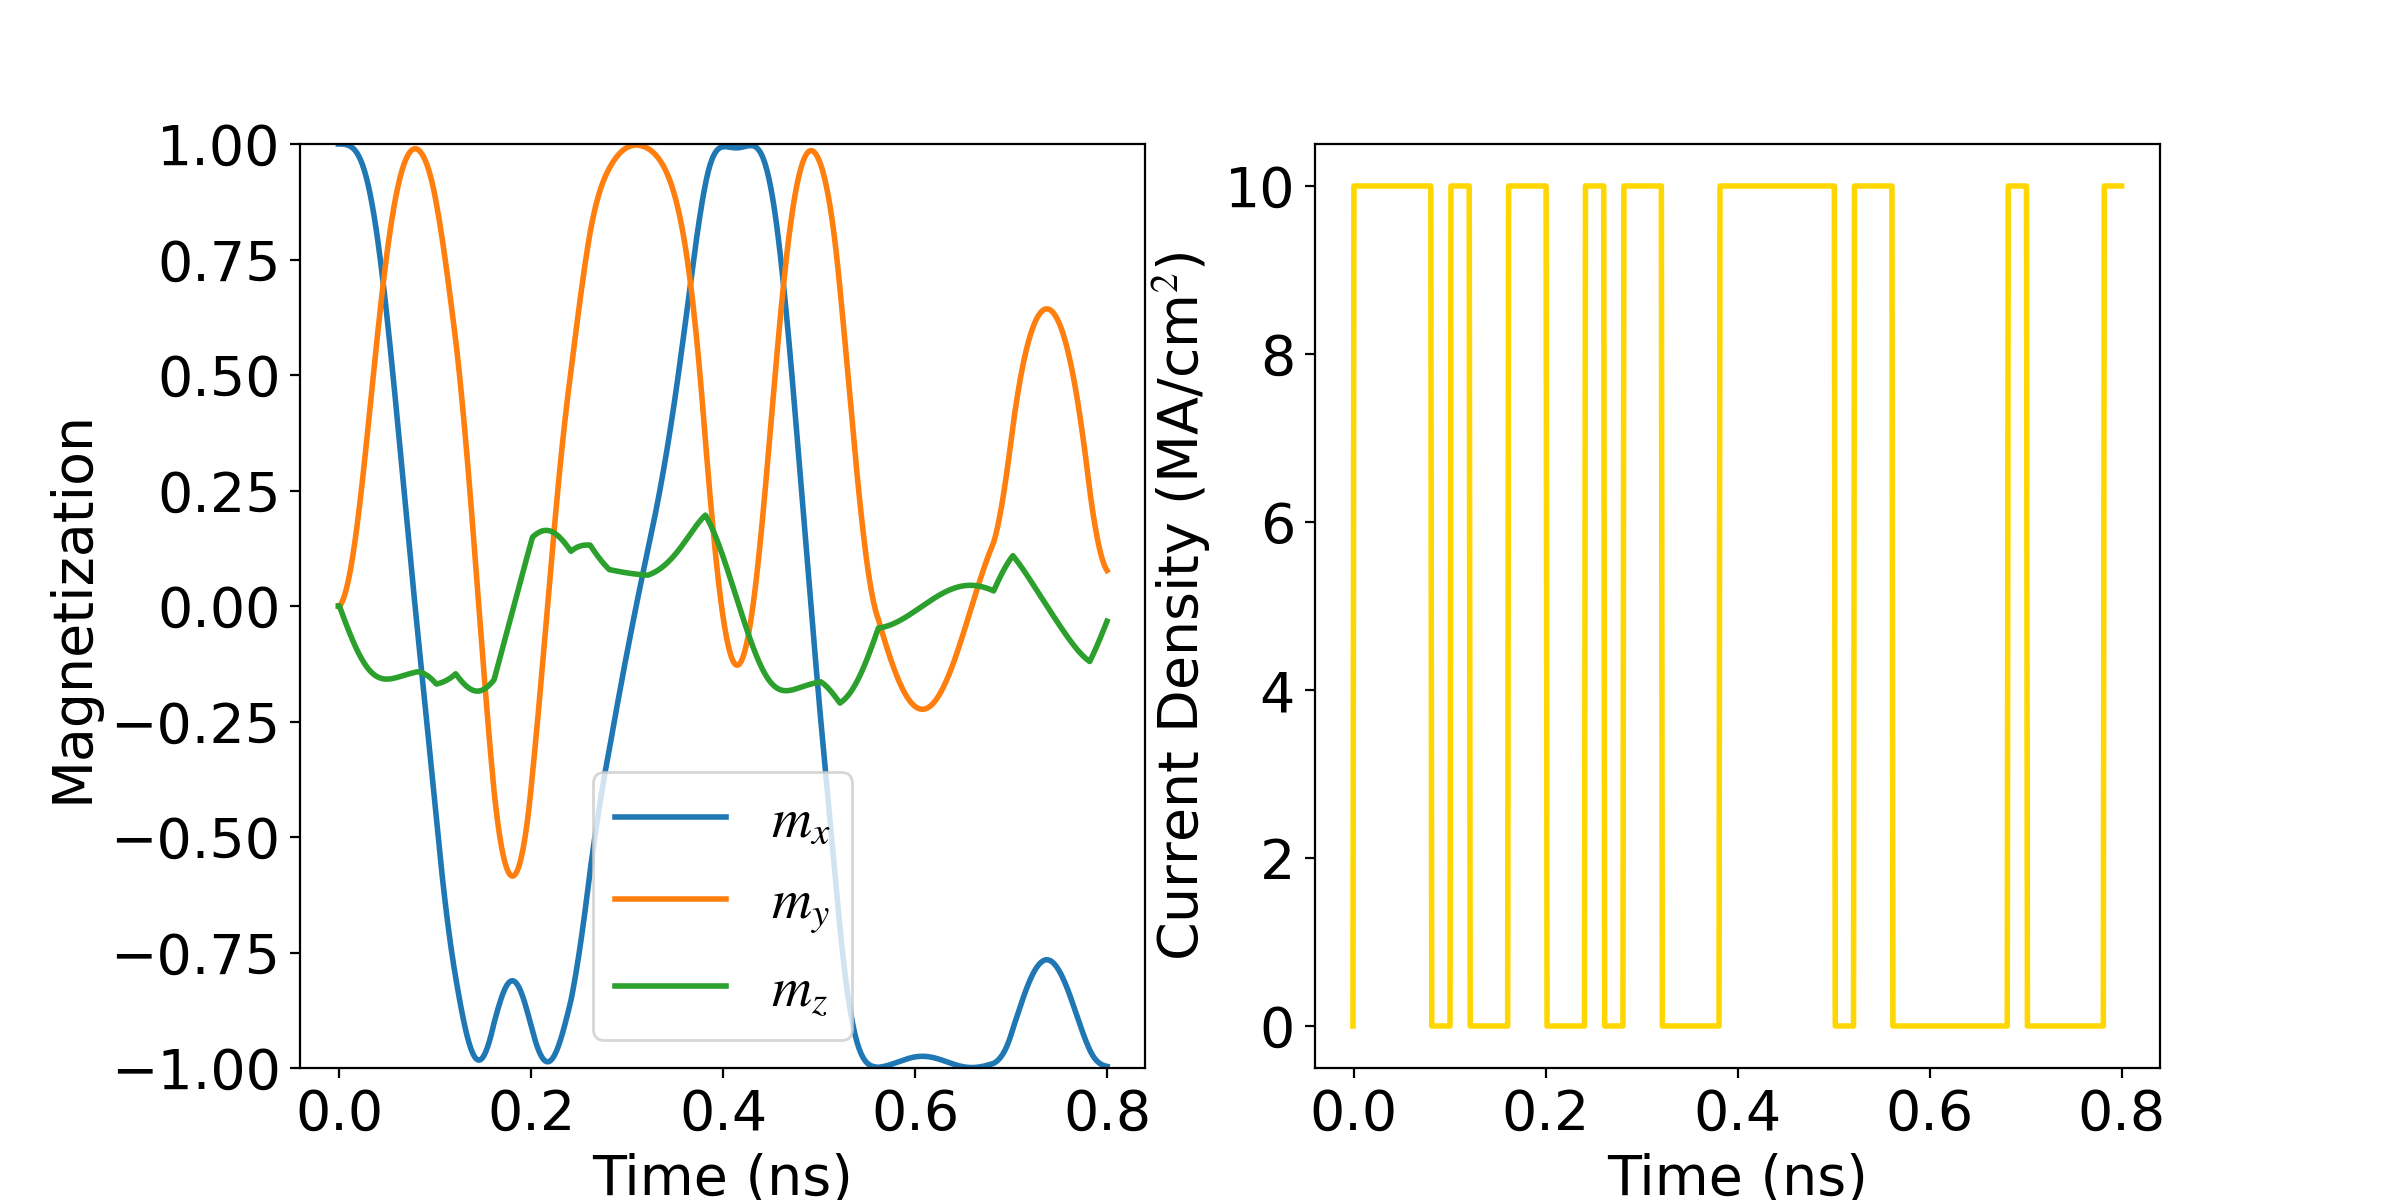 Magnetization
1.00
0.75
0.50
0.25
0.00
−0.25
−0.50
−0.75
−1.00
0.0 0.2 0.4 0.6 0.8
Time (ns)
m_x
m_y
m_z
Current Density (MA/cm²)
10
8
6
4
2
0
0.0 0.2 0.4 0.6 0.8
Time (ns)